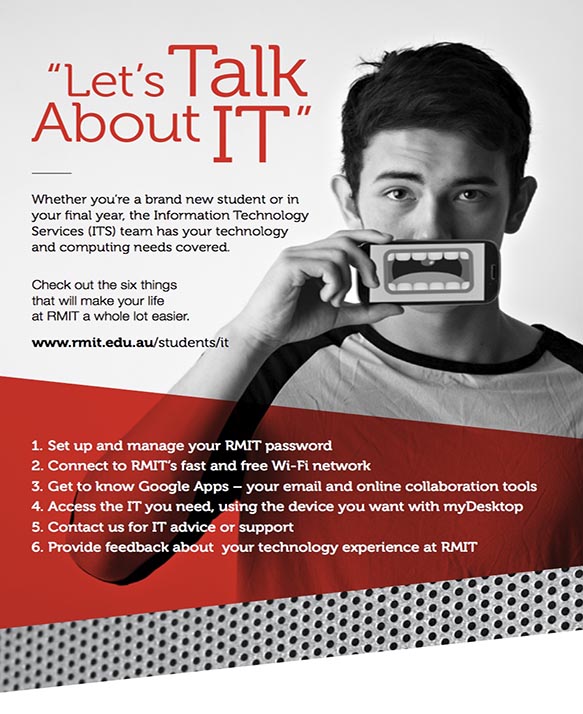 “Let’s Talk
About IT”
Whether you’re a brand new student or in
your final year, the Information Technology
Services (ITS) team has your technology
and computing needs covered.
Check out the six things
that will make your life
at RMIT a whole lot easier.
www.rmit.edu.au/students/it
1. Set up and manage your RMIT password
2. Connect to RMIT’s fast and free Wi-Fi network
3. Get to know Google Apps – your email and online collaboration tools
4. Access the IT you need, using the device you want with myDesktop
5. Contact us for IT advice or support
6. Provide feedback about  your technology experience at RMIT